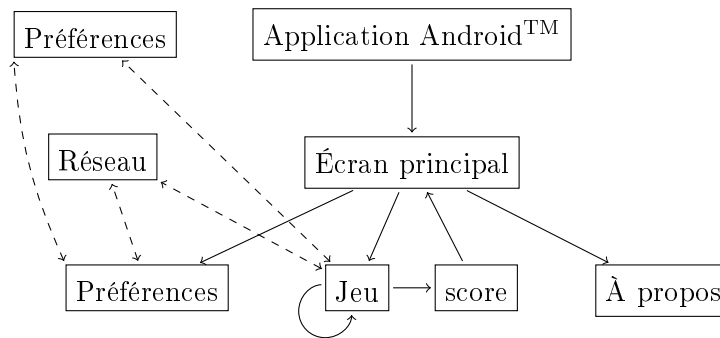 Préférences
Application Android™
Réseau
Écran principal
Préférences
Jeu
score
À propos